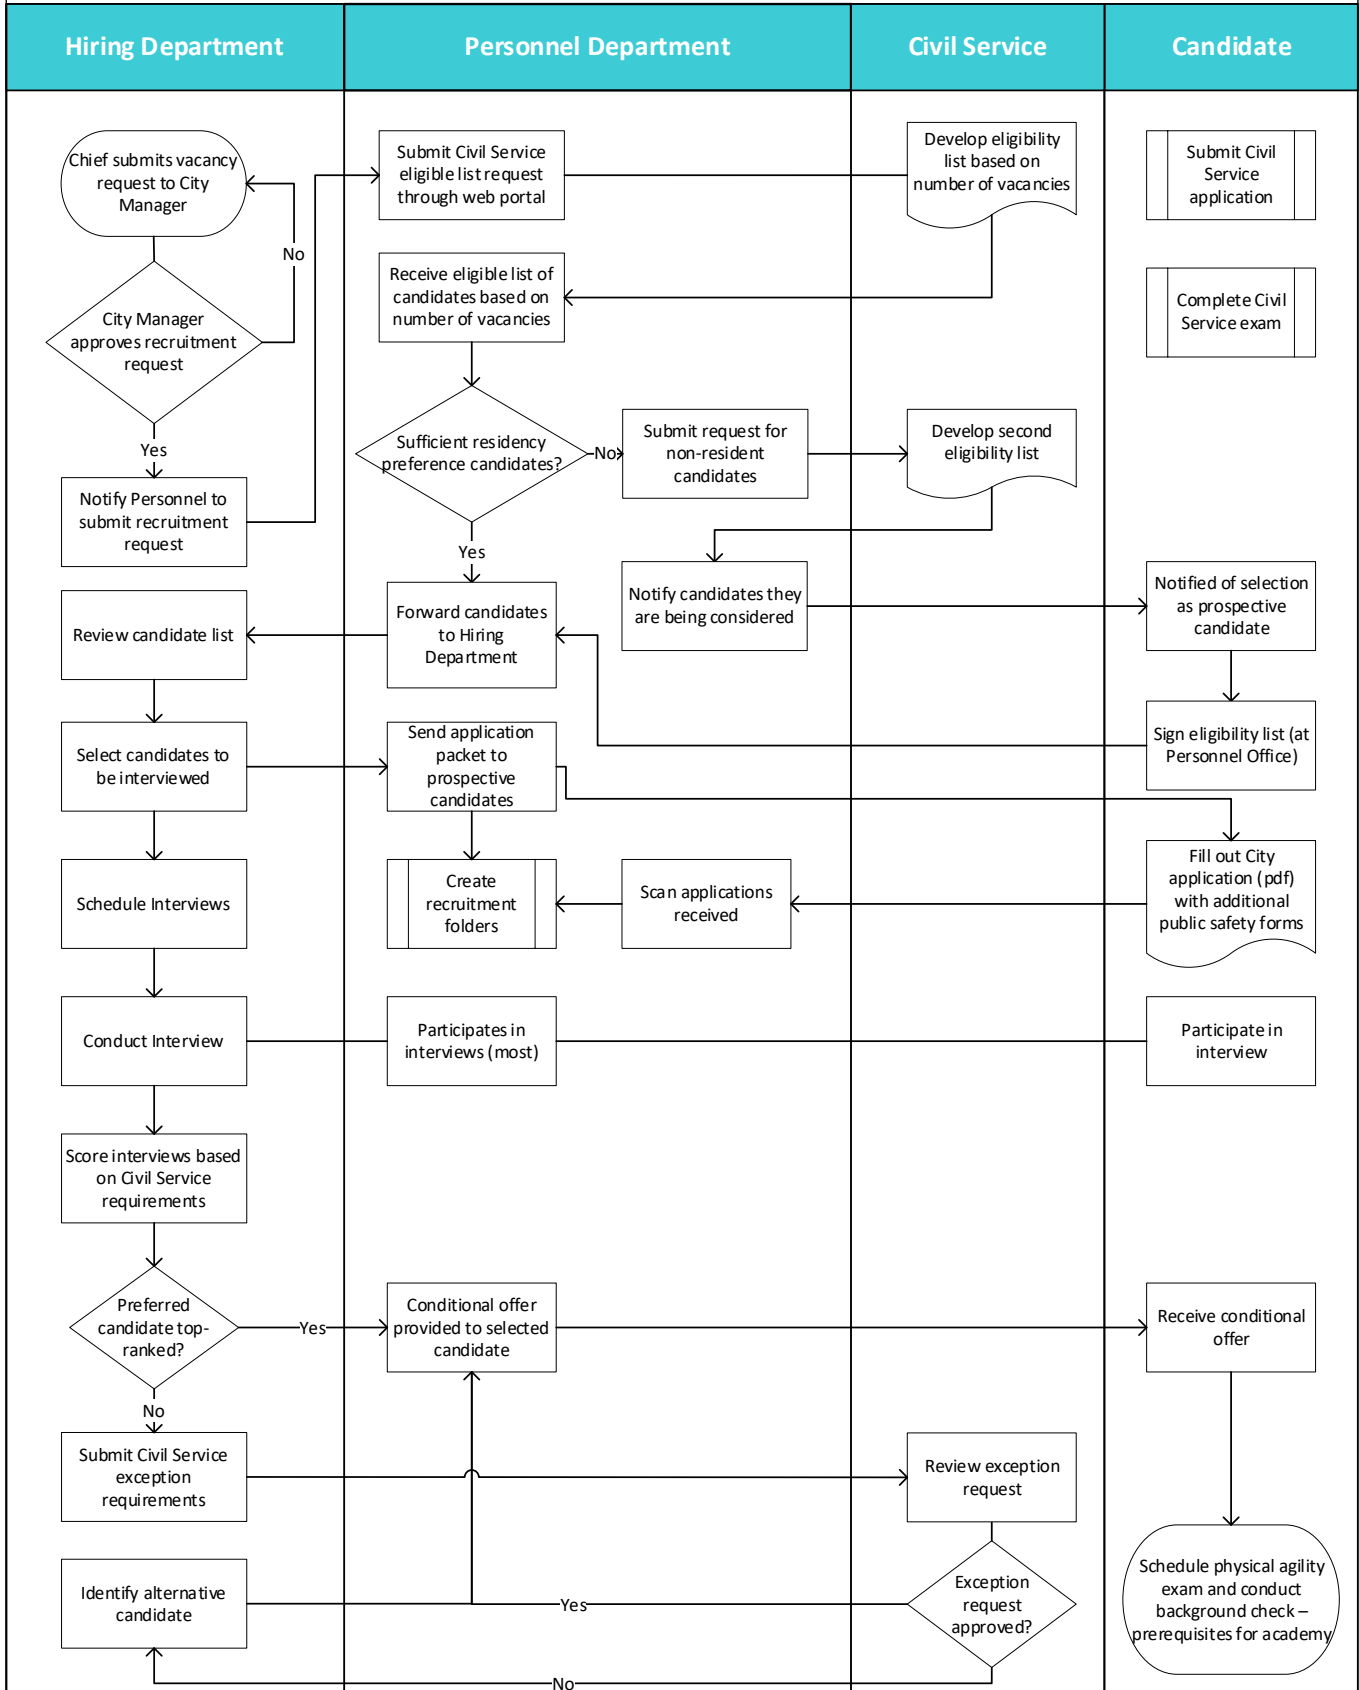 Hiring Department
Personnel Department
Civil Service
Candidate
Chief submits vacancy
request to City
Manager
Submit Civil Service
eligible list request
through web portal
Develop eligibility
list based on
number of vacancies
Submit Civil
Service
application
No
Receive eligible list of
candidates based on
number of vacancies
Complete Civil
Service exam
City Manager
approves recruitment
request
Yes
Sufficient residency
preference candidates?
No
Submit request for
non-resident
candidates
Develop second
eligibility list
Notify Personnel to
submit recruitment
request
Yes
Review candidate list
Forward candidates
to Hiring
Department
Notify candidates they
are being considered
Notified of selection
as prospective
candidate
Select candidates to
be interviewed
Send application
packet to
prospective
candidates
Sign eligibility list (at
Personnel Office)
Schedule Interviews
Create
recruitment
folders
Scan applications
received
Fill out City
application (pdf)
with additional
public safety forms
Conduct Interview
Participates in
interviews (most)
Participate in
interview
Score interviews based
on Civil Service
requirements
Preferred
candidate top-
ranked?
Yes
Conditional offer
provided to selected
candidate
Receive conditional
offer
No
Submit Civil Service
exception
requirements
Review exception
request
Identify alternative
candidate
Yes
Exception
request
approved?
Schedule physical agility
exam and conduct
background check –
prerequisites for academy
No